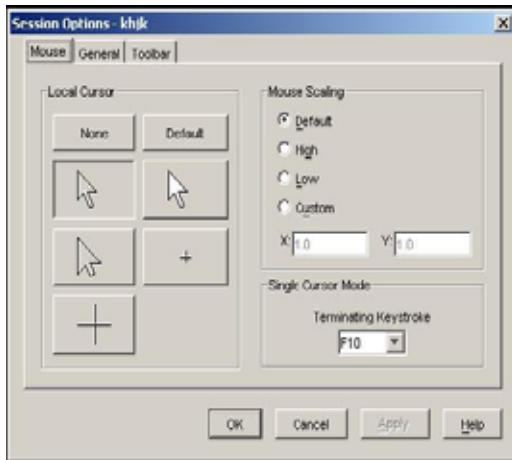 Session Options - khjk
Mouse General Toolbar
Local Cursor
None Default
Mouse Scaling
Default
High
Low
Custom
X: 1.0 Y: 1.0
Single Cursor Mode
Terminating Keystroke
F10
OK Cancel Apply Help